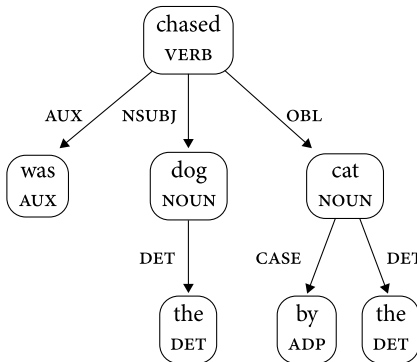 chased
VERB
AUX
NSUBJ
OBL
was
AUX
dog
NOUN
cat
NOUN
DET
CASE
DET
the
DET
by
ADP
the
DET